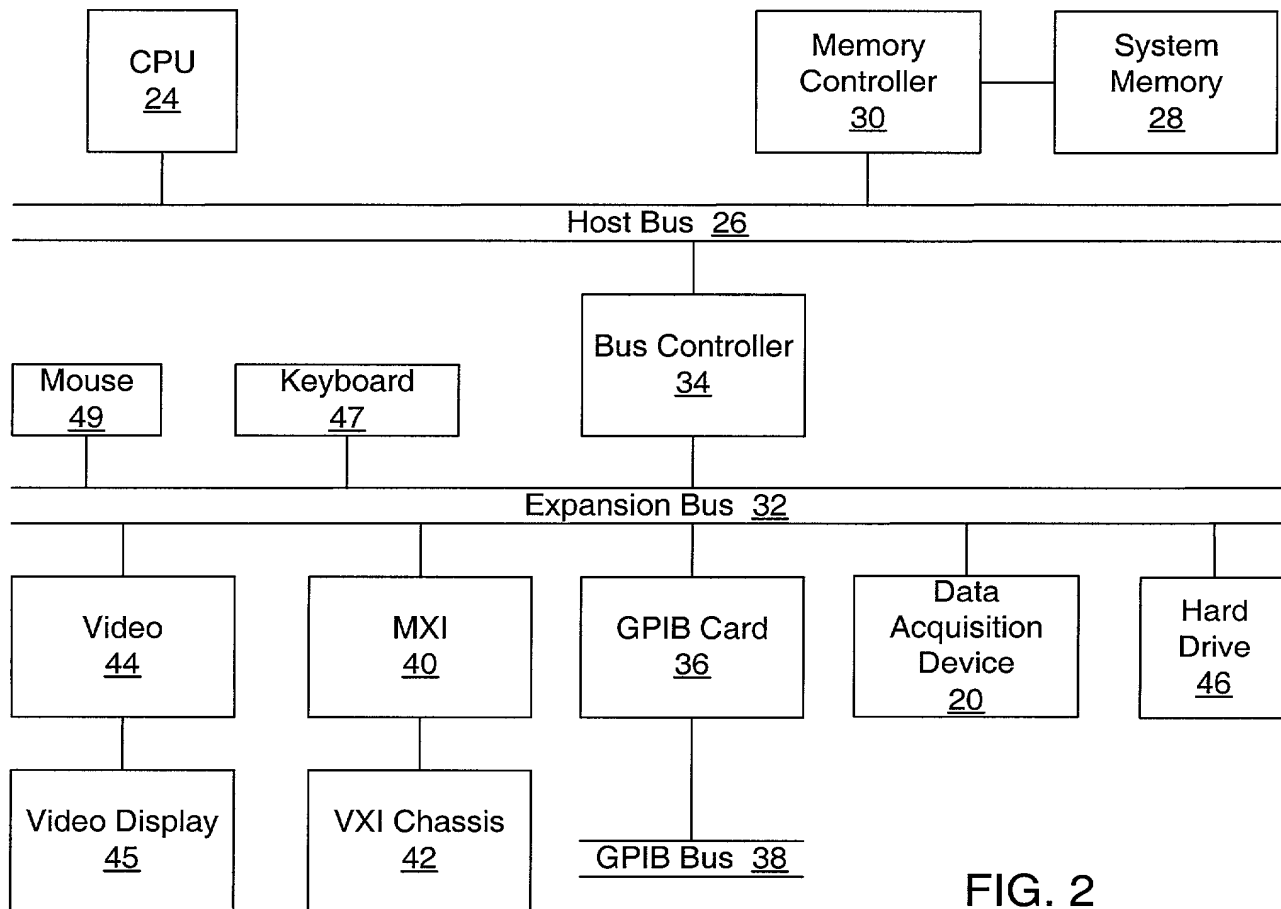 CPU
24
Memory
Controller
30
System
Memory
28
Host Bus 26
Bus Controller
34
Mouse
49
Keyboard
47
Expansion Bus 32
Video
44
MXI
40
GPIB Card
36
Data
Acquisition
Device
20
Hard
Drive
46
Video Display
45
VXI Chassis
42
GPIB Bus 38
FIG. 2